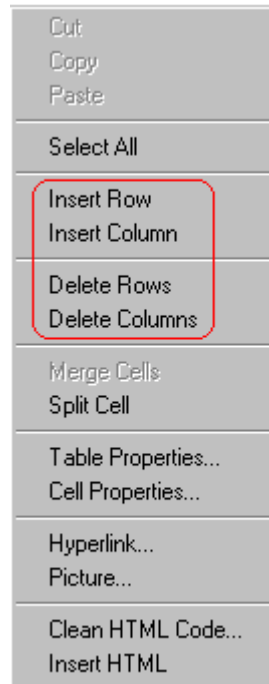 Cut
Copy
Paste
Select All
Insert Row
Insert Column
Delete Rows
Delete Columns
Merge Cells
Split Cell
Table Properties...
Cell Properties...
Hyperlink...
Picture...
Clean HTML Code...
Insert HTML